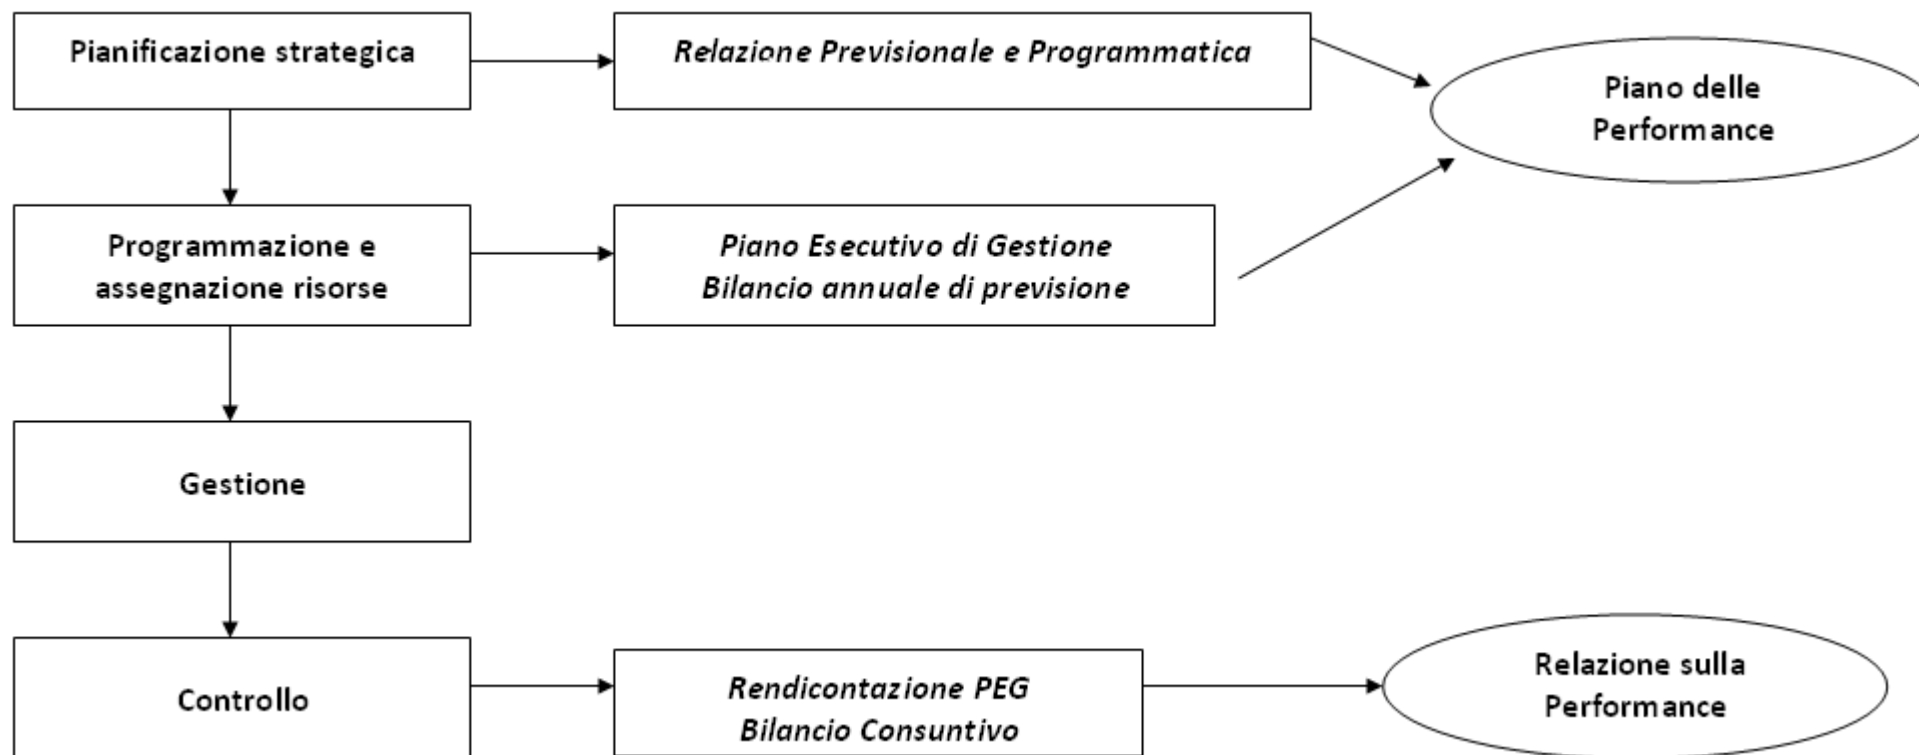 Pianificazione strategica
Relazione Previsionale e Programmatica
Piano delle
Performance
Programmazione e
assegnazione risorse
Piano Esecutivo di Gestione
Bilancio annuale di previsione
Gestione
Controllo
Rendicontazione PEG
Bilancio Consuntivo
Relazione sulla
Performance